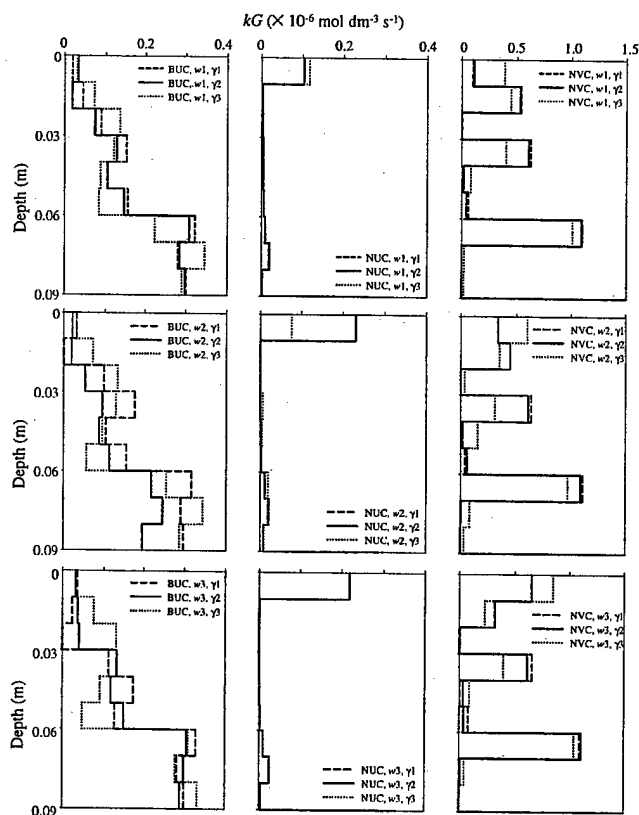 kG (× 10⁻⁶ mol dm⁻³ s⁻¹)
0 0.2 0.4 0 0.2 0.4 0 0.5 1.0 1.5
0
0.03
0.06
0.09
Depth (m)
BUC, w1, γ1
BUC, w1, γ2
BUC, w1, γ3
NUC, w1, γ1
NUC, w1, γ2
NUC, w1, γ3
NVC, w1, γ1
NVC, w1, γ2
NVC, w1, γ3
0
0.03
0.06
0.09
Depth (m)
BUC, w2, γ1
BUC, w2, γ2
BUC, w2, γ3
NUC, w2, γ1
NUC, w2, γ2
NUC, w2, γ3
NVC, w2, γ1
NVC, w2, γ2
NVC, w2, γ3
0
0.03
0.06
0.09
Depth (m)
BUC, w3, γ1
BUC, w3, γ2
BUC, w3, γ3
NUC, w3, γ1
NUC, w3, γ2
NUC, w3, γ3
NVC, w3, γ1
NVC, w3, γ2
NVC, w3, γ3